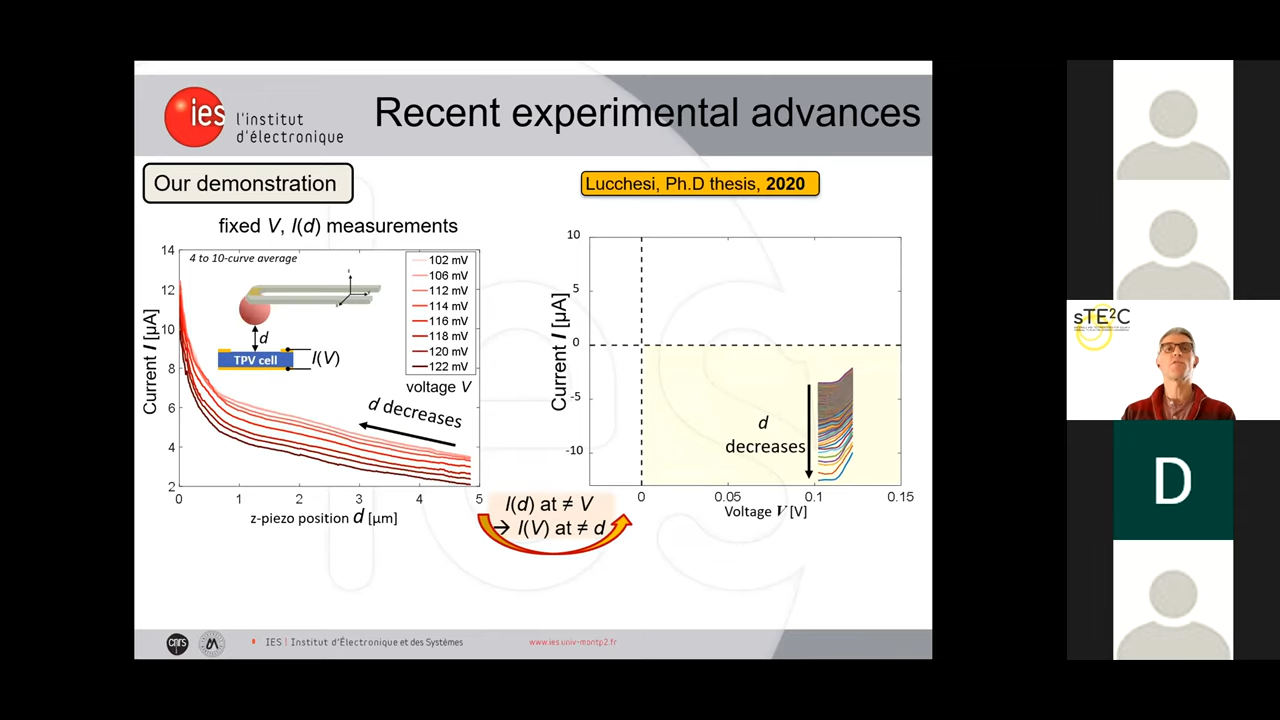 ies
l'institut
d'électronique
Recent experimental advances
Our demonstration
Lucchesi, Ph.D thesis, 2020
fixed V, I(d) measurements
4 to 10-curve average
14
12
10
8
6
4
2
Current I [µA]
0
1
2
3
4
5
z-piezo position d [µm]
102 mV
106 mV
112 mV
114 mV
116 mV
118 mV
120 mV
122 mV
voltage V
d
TPV cell
I(V)
d decreases
I(d) at ≠ V
→ I(V) at ≠ d
10
5
0
-5
-10
Current I [µA]
d
decreases
0
0.05
0.1
0.15
Voltage V [V]
cnrs
IES | Institut d'Électronique et des Systèmes
www.ies.univ-montp2.fr
sTE²C
D